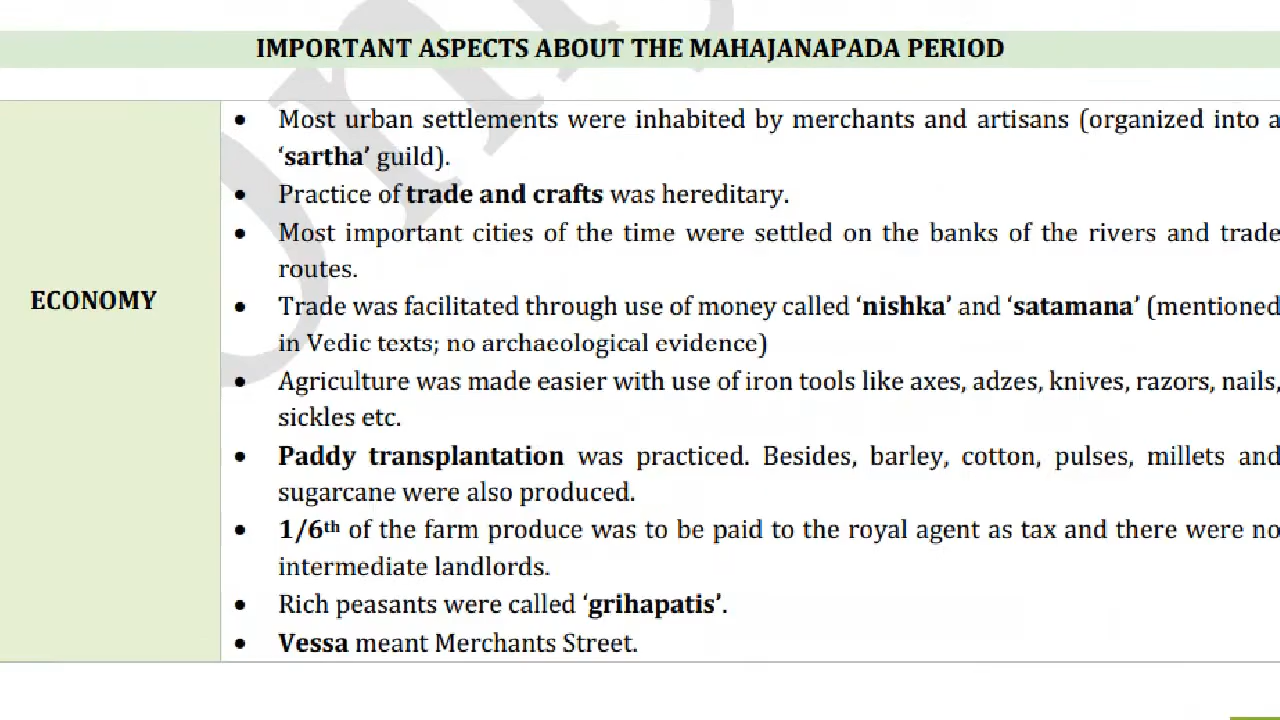 IMPORTANT ASPECTS ABOUT THE MAHAJANAPADA PERIOD
ECONOMY
• Most urban settlements were inhabited by merchants and artisans (organized into a
‘sartha’ guild).
• Practice of trade and crafts was hereditary.
• Most important cities of the time were settled on the banks of the rivers and trade
routes.
• Trade was facilitated through use of money called ‘nishka’ and ‘satamana’ (mentioned
in Vedic texts; no archaeological evidence)
• Agriculture was made easier with use of iron tools like axes, adzes, knives, razors, nails,
sickles etc.
• Paddy transplantation was practiced. Besides, barley, cotton, pulses, millets and
sugarcane were also produced.
• 1/6th of the farm produce was to be paid to the royal agent as tax and there were no
intermediate landlords.
• Rich peasants were called ‘grihapatis’.
• Vessa meant Merchants Street.